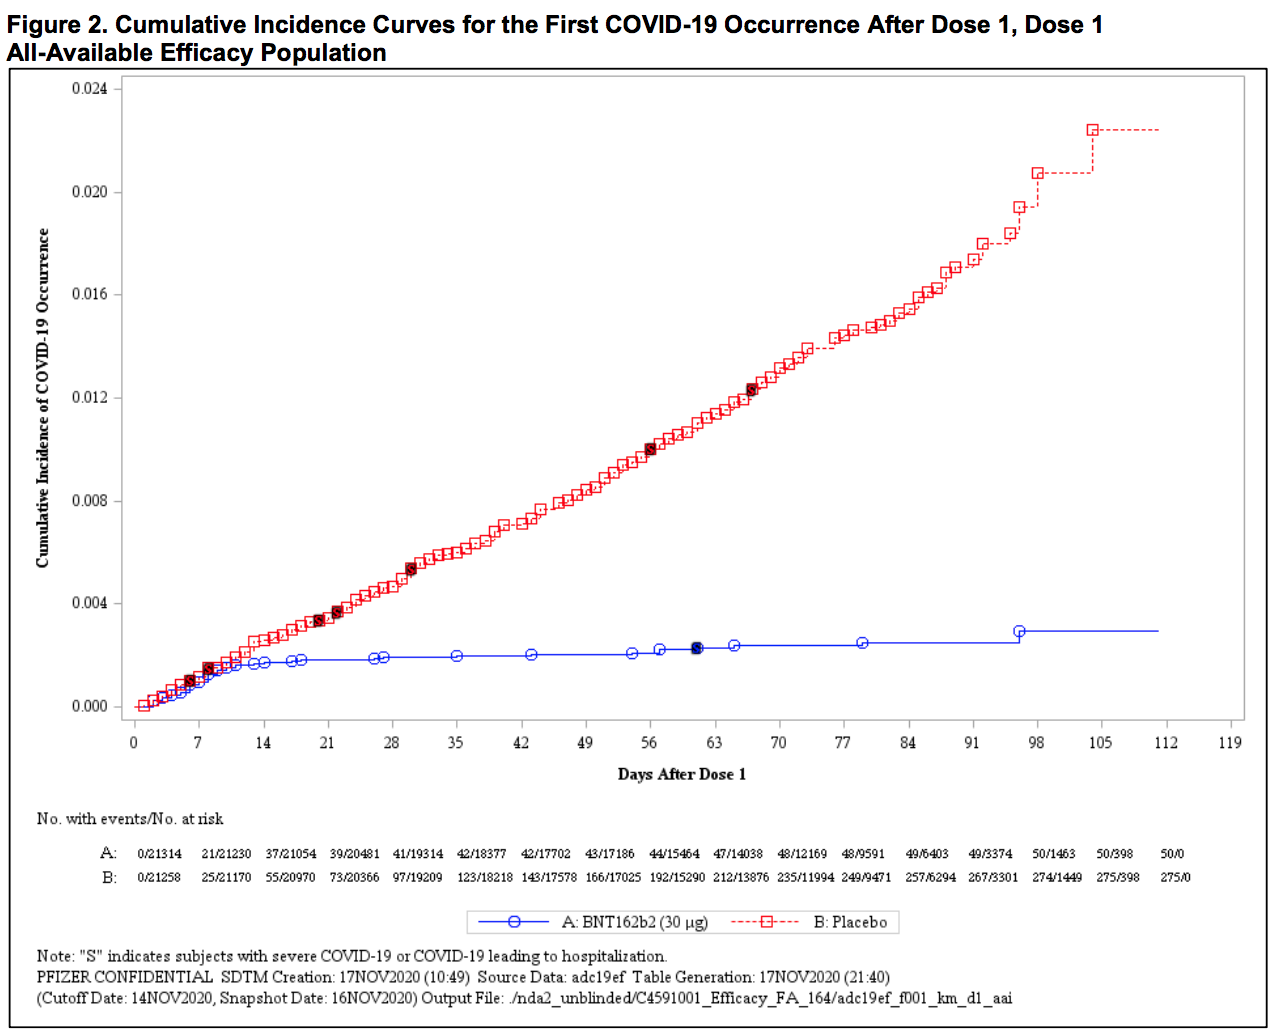 Figure 2. Cumulative Incidence Curves for the First COVID-19 Occurrence After Dose 1, Dose 1
All-Available Efficacy Population
Cumulative Incidence of COVID-19 Occurrence
0.024
0.020
0.016
0.012
0.008
0.004
0.000
0 7 14 21 28 35 42 49 56 63 70 77 84 91 98 105 112 119
Days After Dose 1
No. with events/No. at risk
A: 0/21314 21/21230 37/21054 39/20481 41/19314 42/18377 42/17702 43/17186 44/15464 47/14038 48/12169 48/9591 49/6403 49/3374 50/1463 50/398 50/0
B: 0/21258 25/21170 55/20970 73/20366 97/19209 123/18218 143/17578 166/17025 192/15290 212/13876 235/11994 249/9471 257/6294 267/3301 274/1449 275/398 275/0
A: BNT162b2 (30 μg) B: Placebo
Note: "S" indicates subjects with severe COVID-19 or COVID-19 leading to hospitalization.
PFIZER CONFIDENTIAL SDTM Creation: 17NOV2020 (10:49) Source Data: adc19ef Table Generation: 17NOV2020 (21:40)
(Cutoff Date: 14NOV2020, Snapshot Date: 16NOV2020) Output File: ./nda2_unblinded/C4591001_Efficacy_FA_164/adc19ef_f001_km_d1_aai